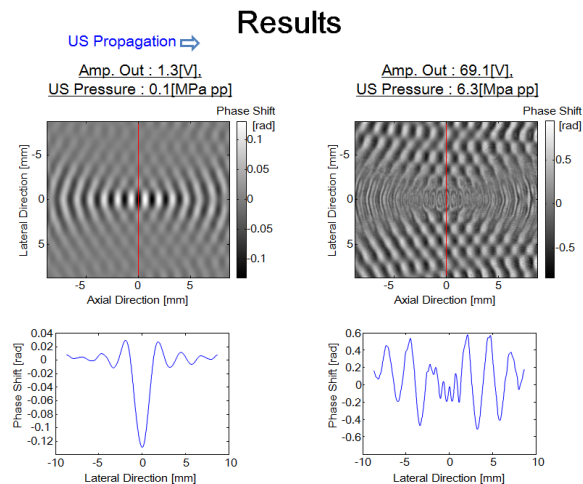 Results
US Propagation
Amp. Out : 1.3[V],
US Pressure : 0.1[MPa pp]
Phase Shift
[rad]
0.1
0.05
0
-0.05
-0.1
-5
0
5
Lateral Direction [mm]
-5
0
5
Axial Direction [mm]
Amp. Out : 69.1[V],
US Pressure : 6.3[Mpa pp]
Phase Shift
[rad]
0.5
0
-0.5
-5
0
5
Lateral Direction [mm]
-5
0
5
Axial Direction [mm]
0.04
0.02
0
-0.02
-0.04
-0.06
-0.08
-0.10
-0.12
Phase Shift [rad]
-10
-5
0
5
10
Lateral Direction [mm]
0.6
0.4
0.2
0
-0.2
-0.4
-0.6
Phase Shift [rad]
-10
-5
0
5
10
Lateral Direction [mm]